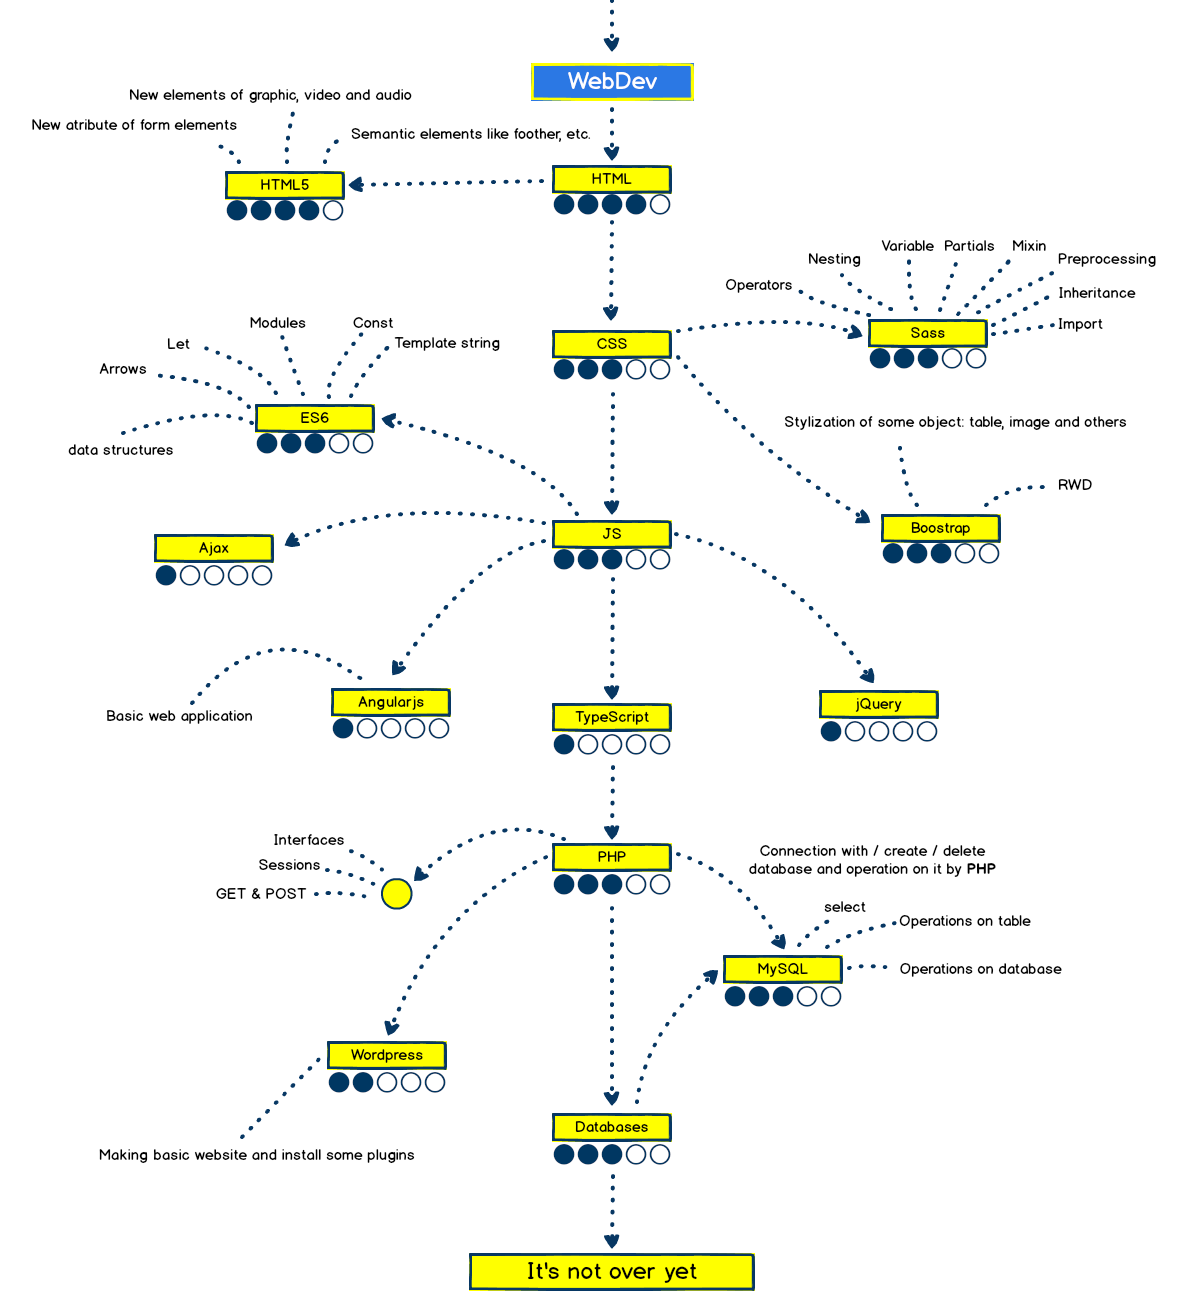 WebDev
New elements of graphic, video and audio
New atribute of form elements
Semantic elements like foother, etc.
HTML5
HTML
Variable
Partials
Mixin
Nesting
Preprocessing
Operators
Inheritance
Import
Sass
CSS
Modules
Const
Let
Template string
Arrows
ES6
data structures
Stylization of some object: table, image and others
RWD
Boostrap
JS
Ajax
Angularjs
Basic web application
TypeScript
jQuery
Interfaces
Sessions
GET & POST
PHP
Connection with / create / delete
database and operation on it by PHP
select
Operations on table
MySQL
Operations on database
Wordpress
Making basic website and install some plugins
Databases
It's not over yet